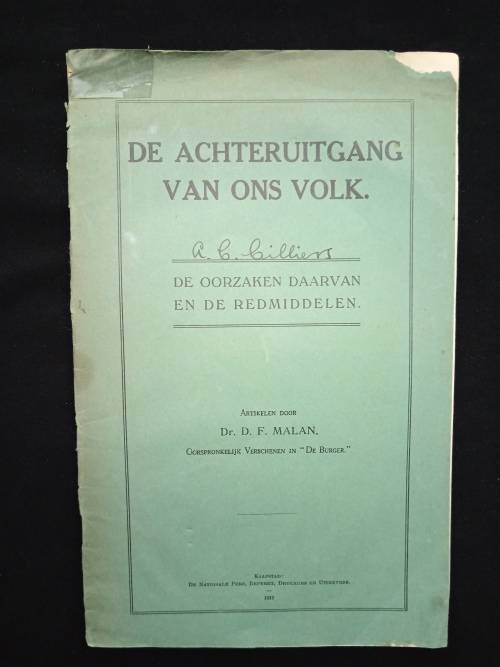 DE ACHTERUITGANG
VAN ONS VOLK.
A. C. Cilliers
DE OORZAKEN DAARVAN
EN DE REDMIDDELEN.
ARTIKELEN DOOR
DR. D. F. MALAN,
OORSPRONKELIJK VERSCHENEN IN "DE BURGER."
KAAPSTAD:
DE NATIONALE PERS, BEPERKT, DRUKKERS EN UITGEVERS.